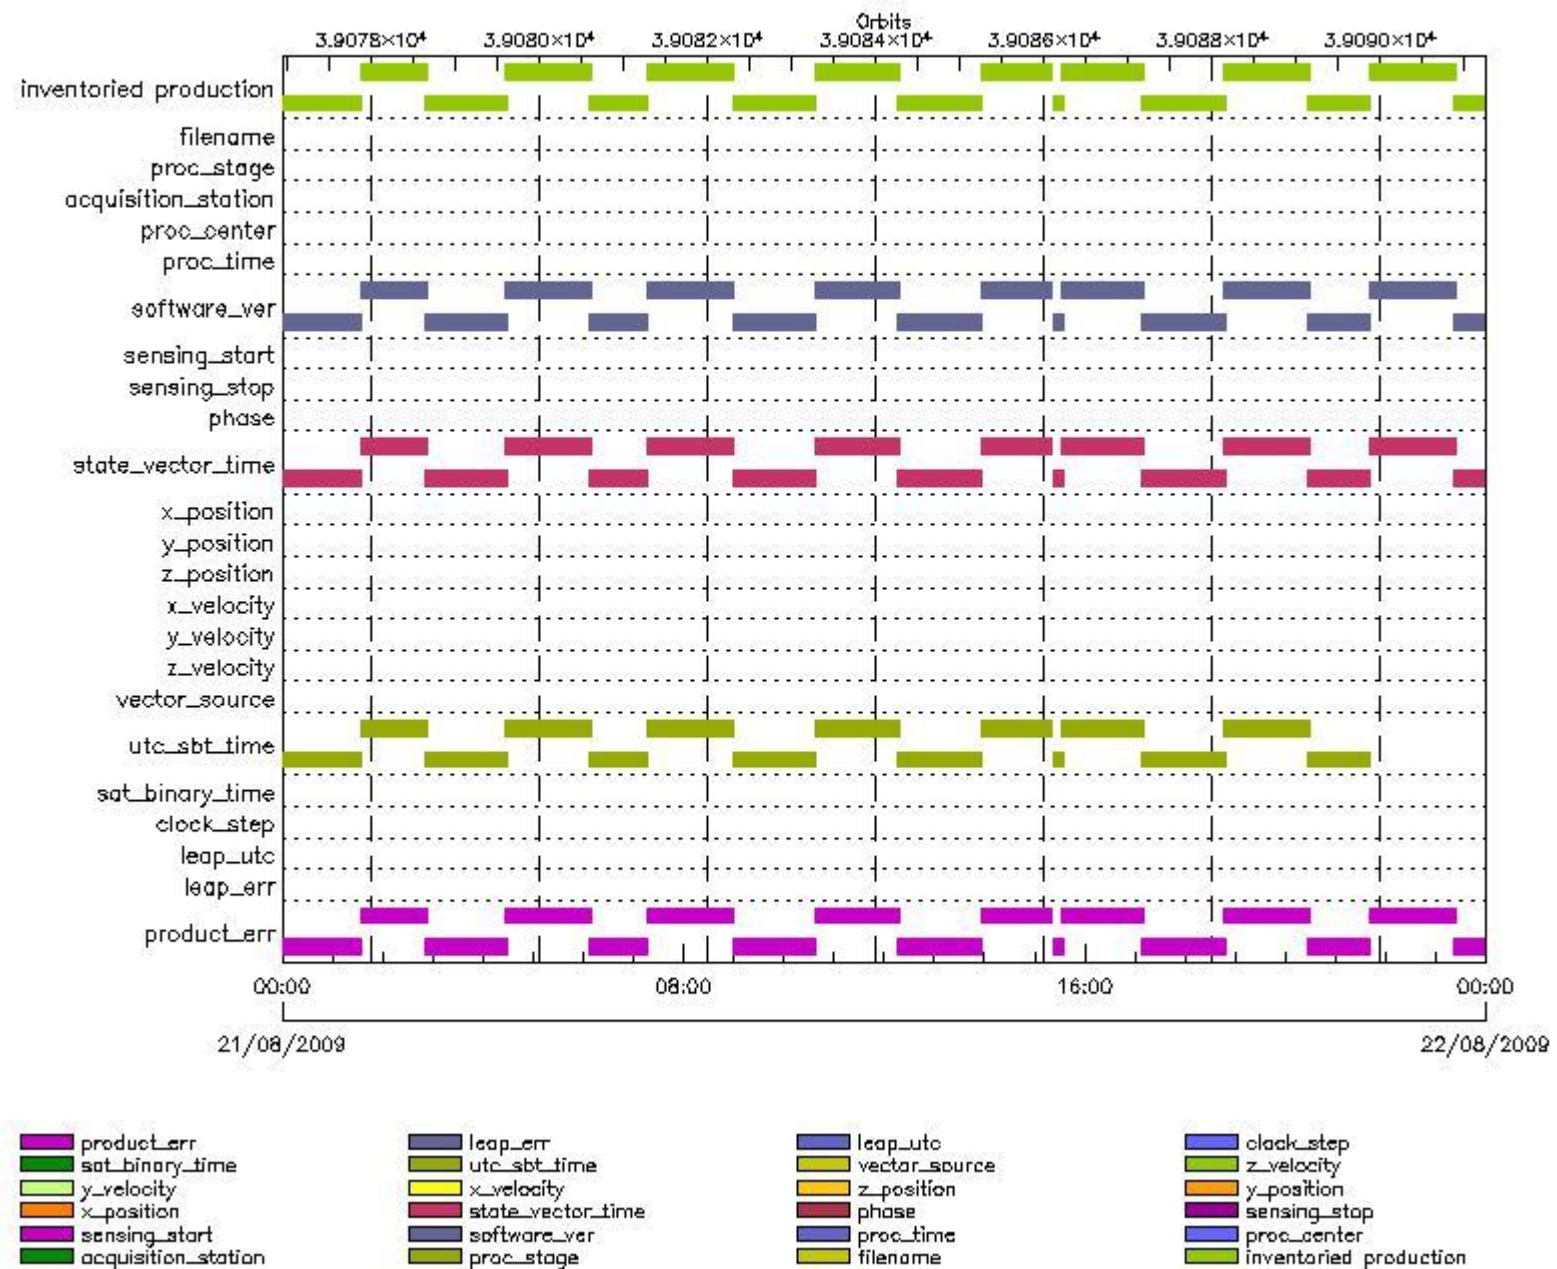 Orbits
3.9078×10⁴ 3.9080×10⁴ 3.9082×10⁴ 3.9084×10⁴ 3.9086×10⁴ 3.9088×10⁴ 3.9090×10⁴
inventoried production
filename
proc_stage
acquisition_station
proc_center
proc_time
software_ver
sensing_start
sensing_stop
phase
state_vector_time
x_position
y_position
z_position
x_velocity
y_velocity
z_velocity
vector_source
utc_sbt_time
sat_binary_time
clock_step
leap_utc
leap_err
product_err
00:00 08:00 16:00 00:00
21/08/2009 22/08/2009
product_err leap_err leap_utc clock_step
sat_binary_time utc_sbt_time vector_source z_velocity
y_velocity x_velocity z_position y_position
x_position state_vector_time phase sensing_stop
sensing_start software_ver proc_time proc_center
acquisition_station proc_stage filename inventoried production